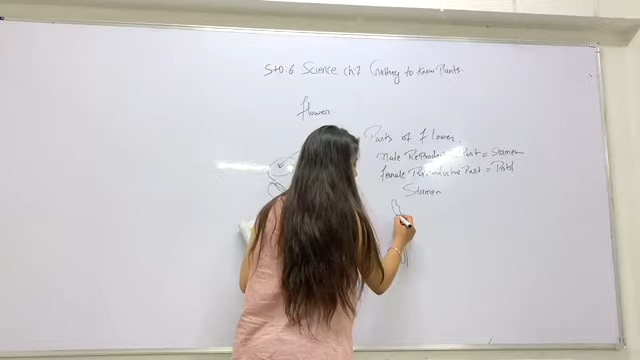 STD.6 Science ch.7 Getting to Know Plants.
flower
Parts of flower.
Male Reproductive Part = Stamen
female Reproductive Part = Pistil
Stamen